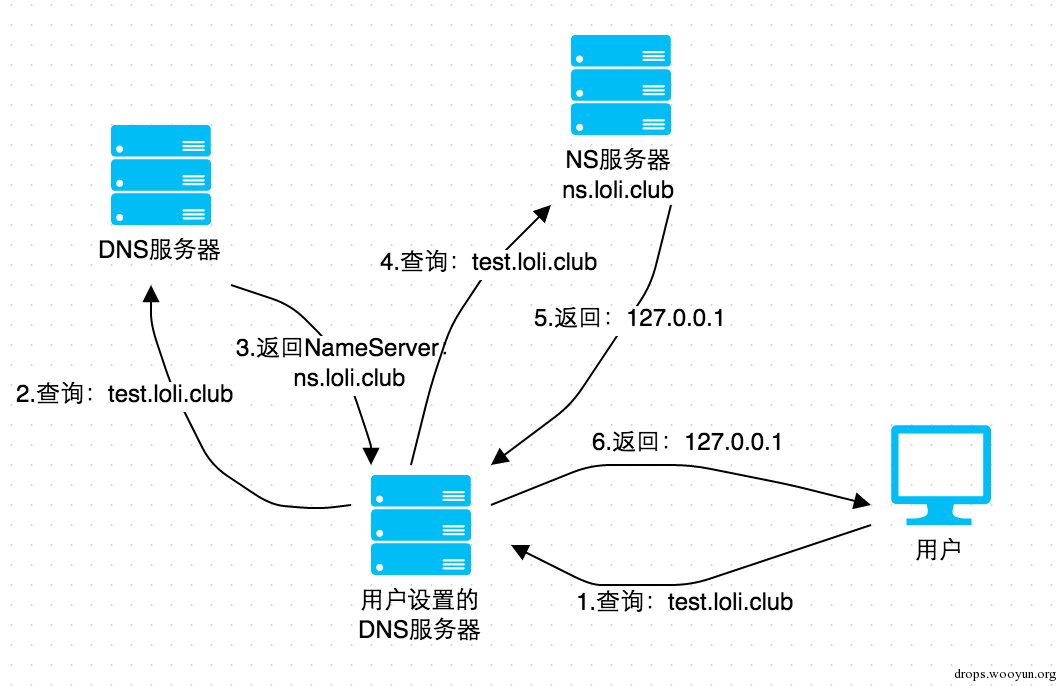 NS服务器
ns.loli.club
DNS服务器
4.查询：test.loli.club
5.返回：127.0.0.1
3.返回NameServer：
ns.loli.club
2.查询：test.loli.club
6.返回：127.0.0.1
用户
用户设置的
DNS服务器
1.查询：test.loli.club
drops.wooyun.org